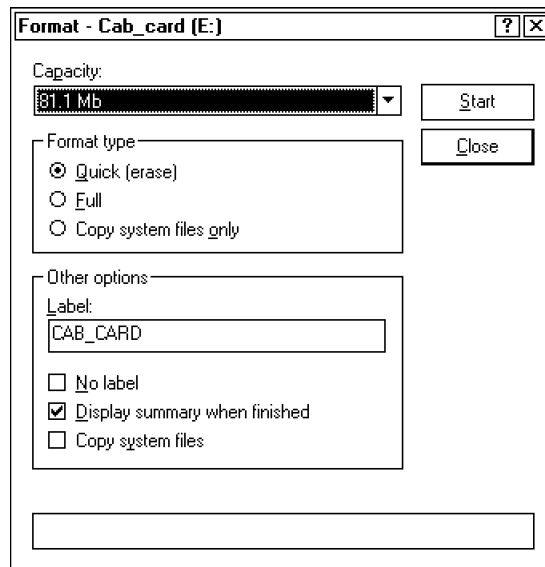 Format - Cab_card (E:)
Capacity:
81.1 Mb
Start
Format type
Close
Quick (erase)
Full
Copy system files only
Other options
Label:
CAB_CARD
No label
Display summary when finished
Copy system files